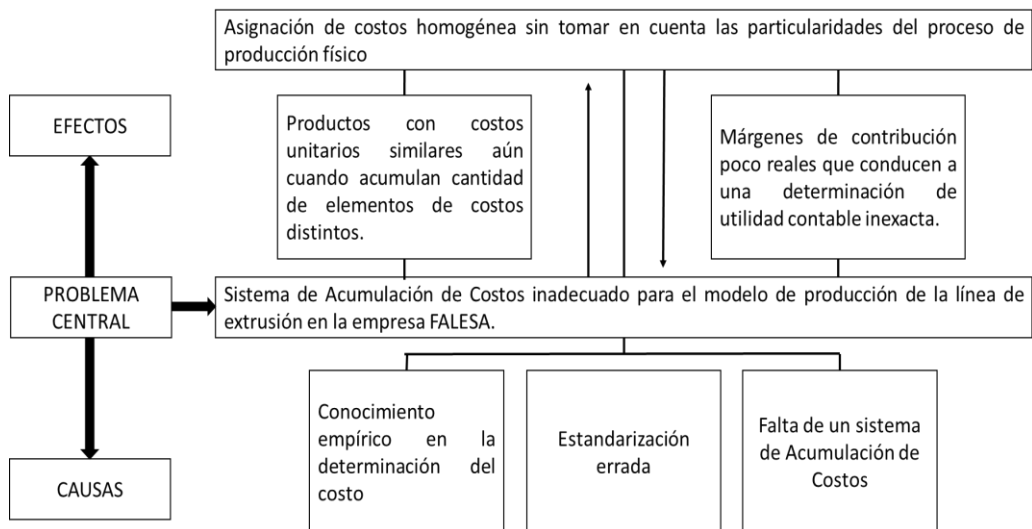 Asignación de costos homogénea sin tomar en cuenta las particularidades del proceso de
producción físico
EFECTOS
Productos con costos
unitarios similares aún
cuando acumulan cantidad
de elementos de costos
distintos.
Márgenes de contribución
poco reales que conducen a
una determinación de
utilidad contable inexacta.
PROBLEMA
CENTRAL
Sistema de Acumulación de Costos inadecuado para el modelo de producción de la línea de
extrusión en la empresa FALESA.
CAUSAS
Conocimiento
empírico en la
determinación del
costo
Estandarización
errada
Falta de un sistema
de Acumulación de
Costos